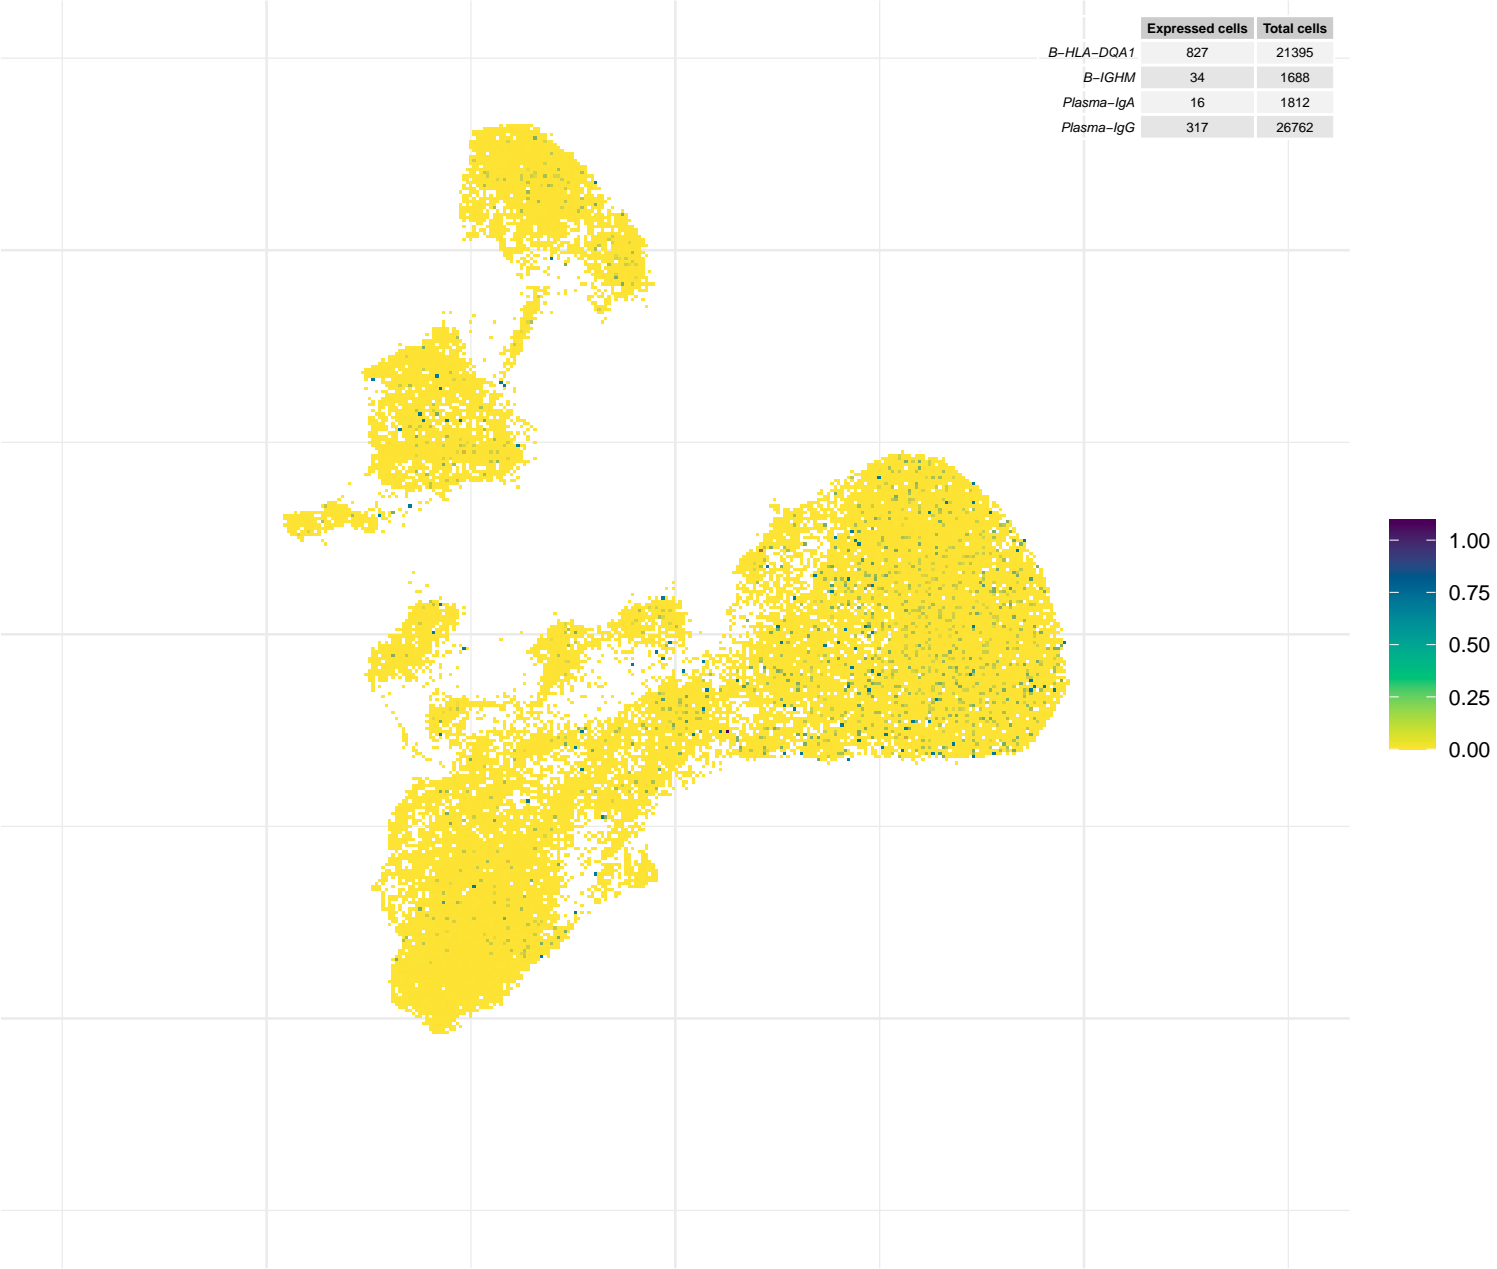 Expressed cells Total cells
B−HLA−DQA1 827 21395
B−IGHM 34 1688
Plasma−IgA 16 1812
Plasma−IgG 317 26762
1.00
0.75
0.50
0.25
0.00